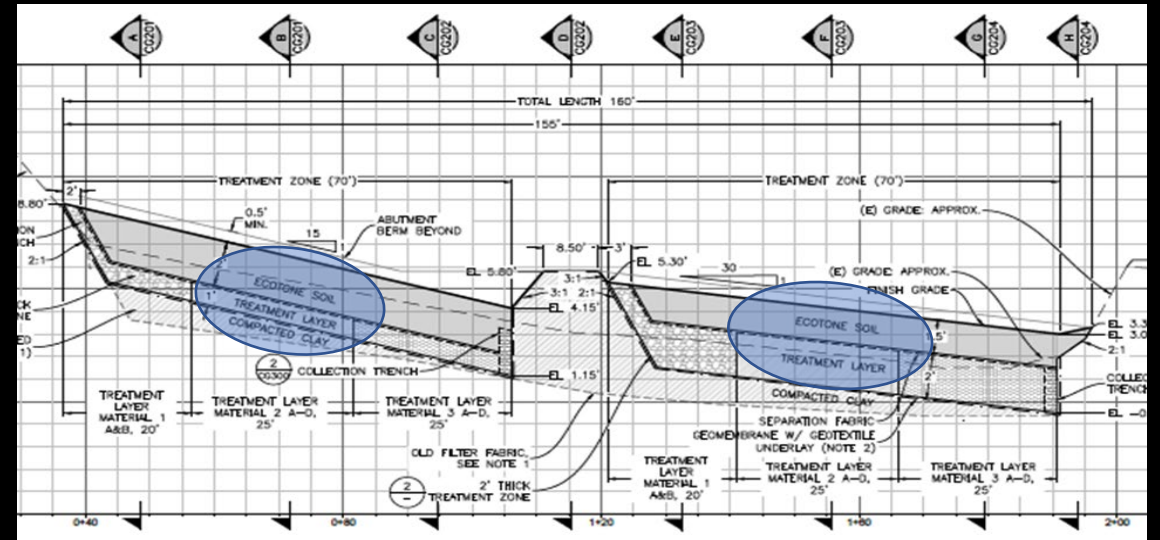 A
CG201
B
CG201
C
CG202
D
CG202
E
CG203
F
CG203
G
CG204
H
CG204
TOTAL LENGTH 160'
155'
TREATMENT ZONE (70')
TREATMENT ZONE (70')
2'
8.80'
2:1
0.5'
MIN.
15
1
ABUTMENT
BERM BEYOND
(E) GRADE: APPROX.
8.50'
3'
EL 5.80'
EL 5.30'
3:1
3:1
2:1
30
1
(E) GRADE: APPROX.
FINISH GRADE
EL 4.15'
EL 1.15'
ECOTONE SOIL
TREATMENT LAYER
COMPACTED CLAY
1'
ECOTONE SOIL
TREATMENT LAYER
COMPACTED CLAY
2'
2:1
2
CG300
COLLECTION TRENCH
TREATMENT
LAYER
MATERIAL 1
A&B, 20'
TREATMENT LAYER
MATERIAL 2 A-D,
25'
TREATMENT LAYER
MATERIAL 3 A-D,
25'
OLD FILTER FABRIC,
SEE NOTE 1
2
2' THICK
TREATMENT ZONE
SEPARATION FABRIC
GEOMEMBRANE W/ GEOTEXTILE
UNDERLAY (NOTE 2)
TREATMENT
LAYER
MATERIAL 1
A&B, 20'
TREATMENT LAYER
MATERIAL 2 A-D,
25'
TREATMENT LAYER
MATERIAL 3 A-D,
25'
0+40
0+80
1+20
1+60
2+00